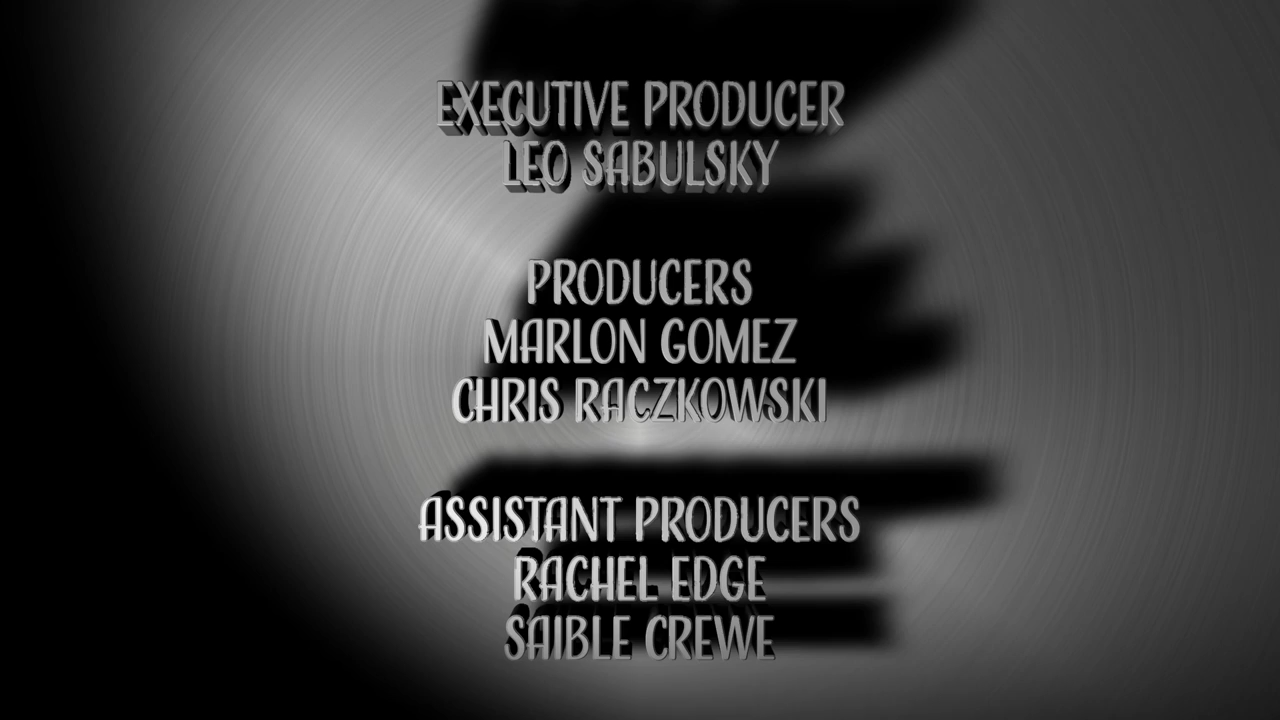 EXECUTIVE PRODUCER
LEO SABULSKY
PRODUCERS
MARLON GOMEZ
CHRIS RACZKOWSKI
ASSISTANT PRODUCERS
RACHEL EDGE
SAIBLE CREWE